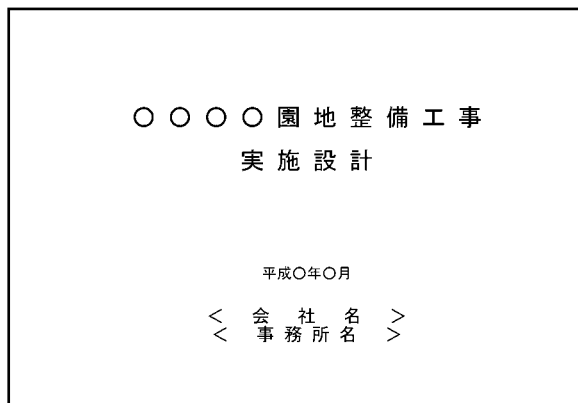 ○○○○園地整備工事
実施設計
平成○年○月
＜　会　社　名　＞
＜　事務所名　＞